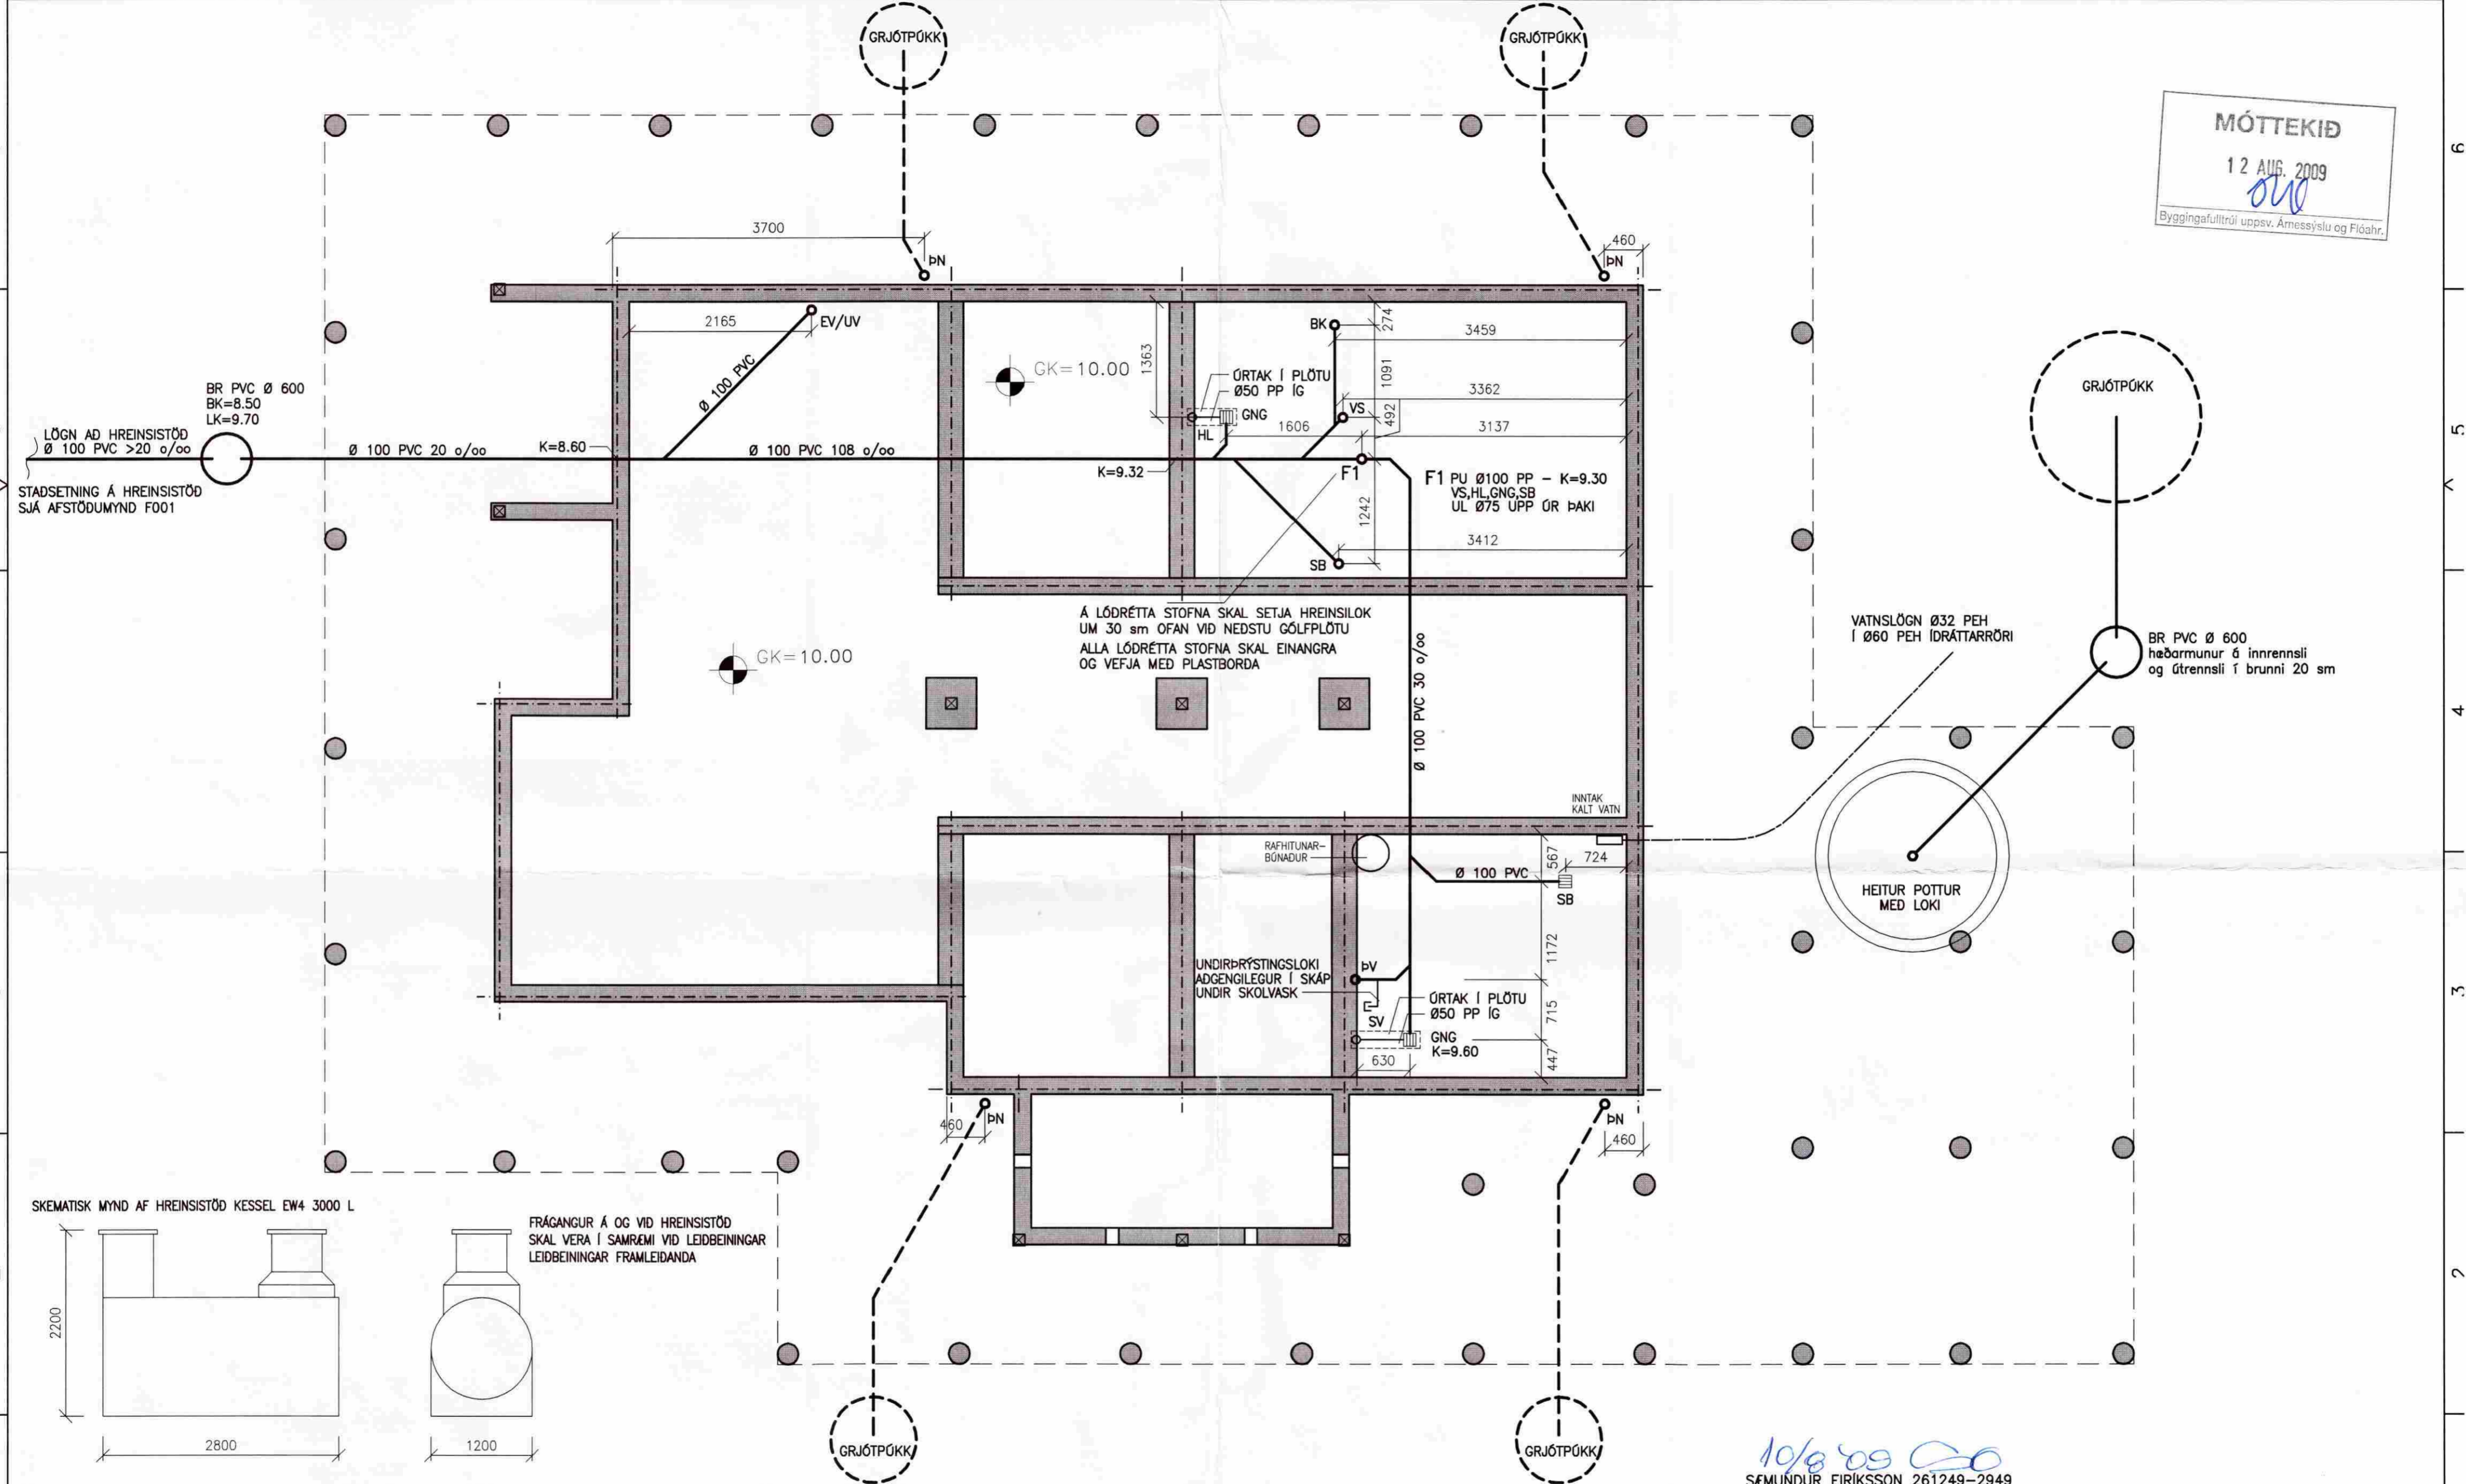 GRJÓTPÚKK
GRJÓTPÚKK
MÓTTEKIÐ
12 AUG. 2009
Byggingafulltrúi uppsv. Árnessýslu og Flóahr.
6
3700
ÞN
460
ÞN
2165
EV/UV
Ø 100 PVC
GK=10.00
1363
ÚRTAK Í PLÖTU
Ø50 PP ÍG
GNG
HL
BK
274
3459
1091
3362
VS
492
1606
3137
GRJÓTPÚKK
BR PVC Ø 600
BK=8.50
LK=9.70
LÖGN AÐ HREINSISTÖÐ
Ø 100 PVC >20 o/oo
Ø 100 PVC 20 o/oo
K=8.60
Ø 100 PVC 108 o/oo
K=9.32
F1
F1 PU Ø100 PP - K=9.30
VS,HL,GNG,SB
UL Ø75 UPP ÚR ÞAKI
5
STAÐSETNING Á HREINSISTÖÐ
SJÁ AFSTÖÐUMYND F001
1242
3412
SB
Á LÓÐRÉTTA STOFNA SKAL SETJA HREINSILOK
UM 30 sm OFAN VIÐ NEÐSTU GÓLFPLÖTU
ALLA LÓÐRÉTTA STOFNA SKAL EINANGRA
OG VEFJA MEÐ PLASTBORÐA
GK=10.00
Ø 100 PVC 30 o/oo
VATNSLÖGN Ø32 PEH
Í Ø60 PEH ÍDRÁTTARRÖRI
BR PVC Ø 600
hæðarmunur á innrennsli
og útrennsli í brunni 20 sm
4
INNTAK
KALT VATN
RAFHITUNAR-
BÚNAÐUR
567
724
Ø 100 PVC
SB
HEITUR POTTUR
MEÐ LOKI
1172
UNDIRÞRÝSTINGSLOKI
AÐGENGILEGUR Í SKÁP
UNDIR SKOLVASK
ÞV
SV
ÚRTAK Í PLÖTU
Ø50 PP ÍG
715
GNG
K=9.60
630
447
3
460
ÞN
ÞN
460
SKEMATISK MYND AF HREINSISTÖÐ KESSEL EW4 3000 L
FRÁGANGUR Á OG VIÐ HREINSISTÖÐ
SKAL VERA Í SAMRÆMI VIÐ LEIÐBEININGAR
LEIÐBEININGAR FRAMLEIÐANDA
2200
2800
1200
2
GRJÓTPÚKK
GRJÓTPÚKK
10/8 '09
SÆMUNDUR EIRÍKSSON 261249-2949